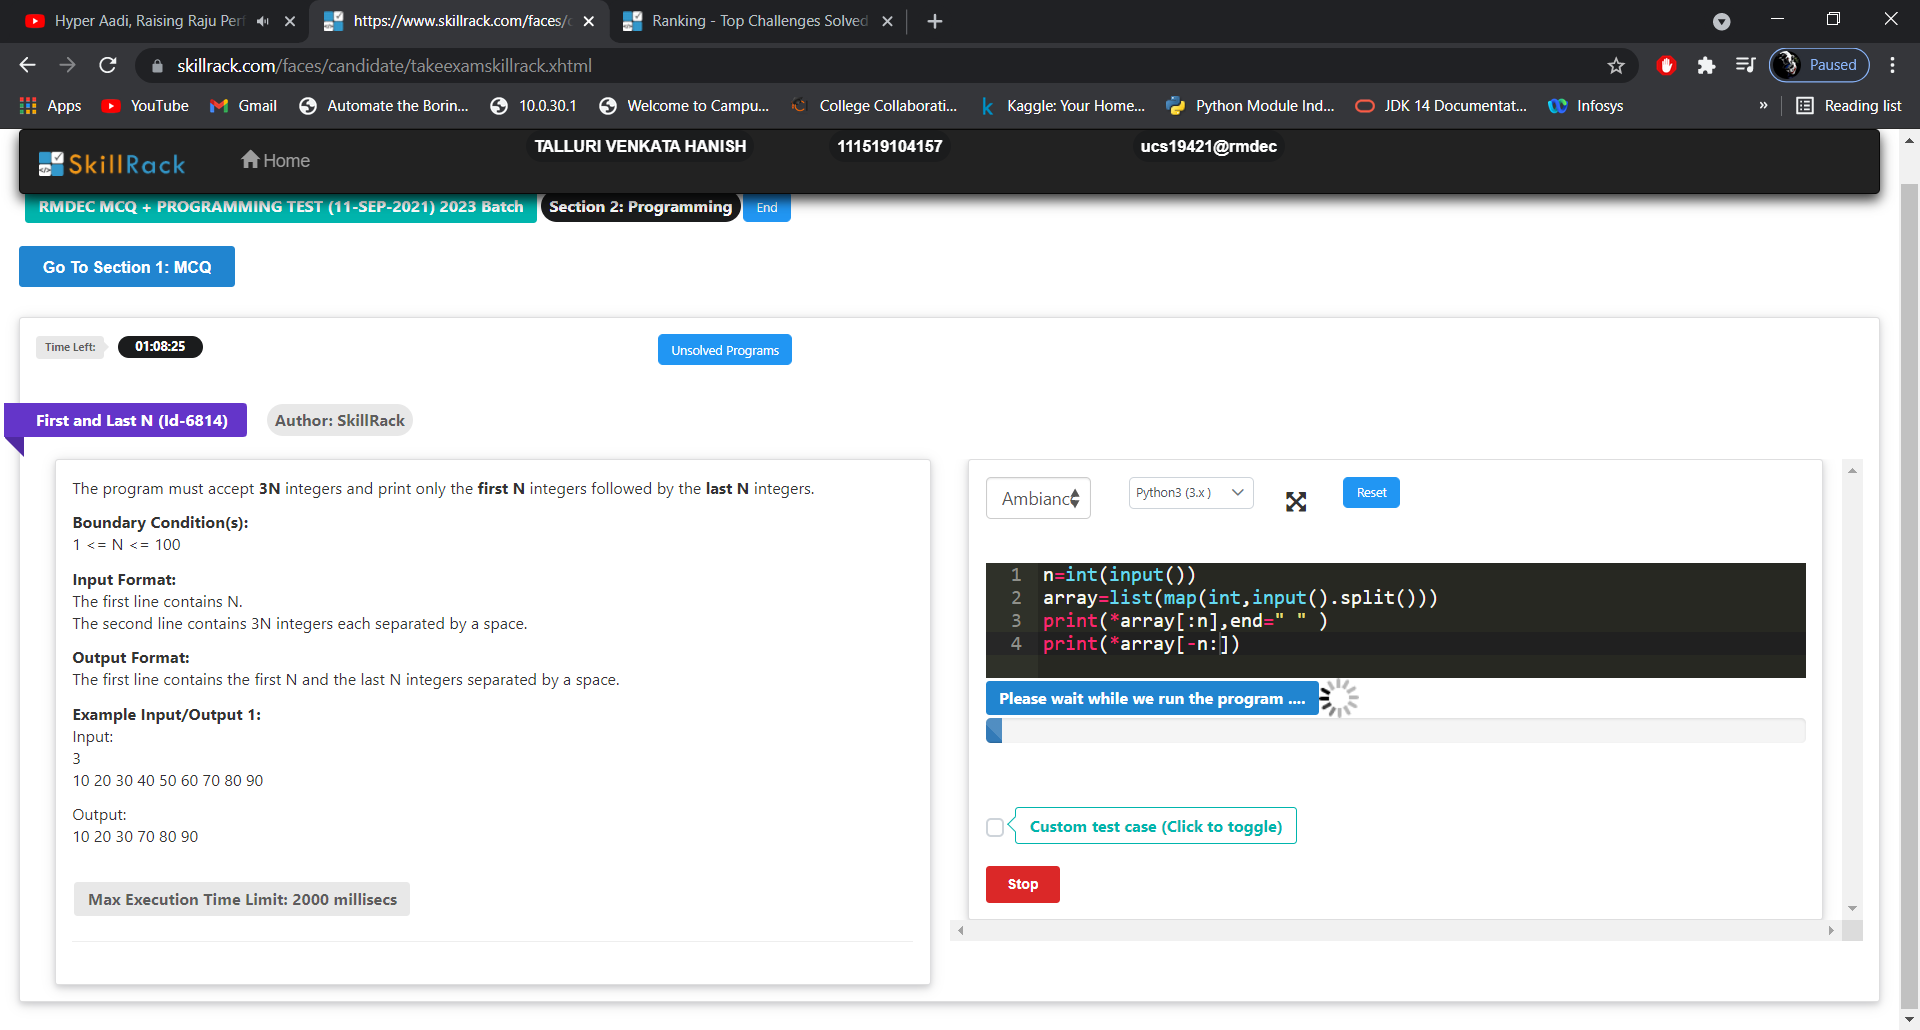 Hyper Aadi, Raising Raju Perf
https://www.skillrack.com/faces/c
Ranking - Top Challenges Solved
skillrack.com/faces/candidate/takeexamskillrack.xhtml
Paused
Apps
YouTube
Gmail
Automate the Borin...
10.0.30.1
Welcome to Campu...
College Collaborati...
Kaggle: Your Home...
Python Module Ind...
JDK 14 Documentat...
Infosys
»
Reading list
SkillRack
Home
TALLURI VENKATA HANISH
111519104157
ucs19421@rmdec
RMDEC MCQ + PROGRAMMING TEST (11-SEP-2021) 2023 Batch
Section 2: Programming
End
Go To Section 1: MCQ
Time Left:
01:08:25
Unsolved Programs
First and Last N (Id-6814)
Author: SkillRack
The program must accept 3N integers and print only the first N integers followed by the last N integers.
Boundary Condition(s):
1 <= N <= 100
Input Format:
The first line contains N.
The second line contains 3N integers each separated by a space.
Output Format:
The first line contains the first N and the last N integers separated by a space.
Example Input/Output 1:
Input:
3
10 20 30 40 50 60 70 80 90
Output:
10 20 30 70 80 90
Max Execution Time Limit: 2000 millisecs
Ambianc
Python3 (3.x )
Reset
1 n=int(input())
2 array=list(map(int,input().split()))
3 print(*array[:n],end=" " )
4 print(*array[-n:])
Please wait while we run the program ....
Custom test case (Click to toggle)
Stop